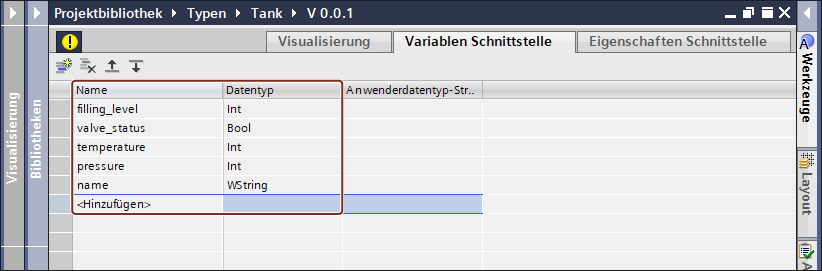 Projektbibliothek ▸ Typen ▸ Tank ▸ V 0.0.1
Visualisierung
Variablen Schnittstelle
Eigenschaften Schnittstelle
Name Datentyp Anwenderdatentyp-Str..
filling_level Int
valve_status Bool
temperature Int
pressure Int
name WString
<Hinzufügen>
Visualisierung
Bibliotheken
Werkzeuge
Layout